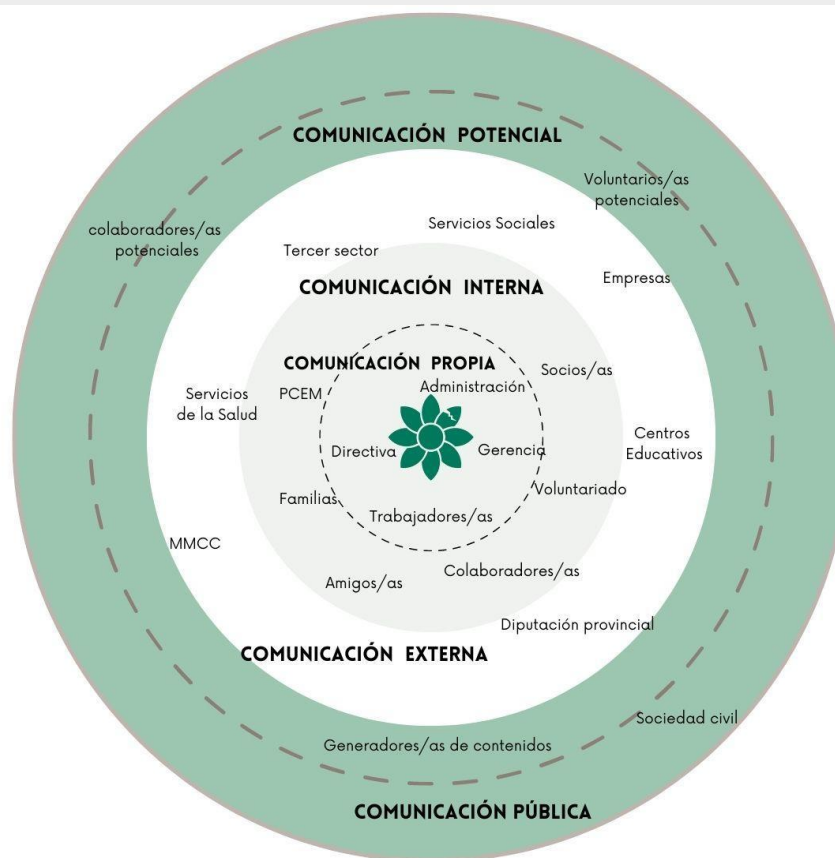 COMUNICACIÓN POTENCIAL
Voluntarios/as
potenciales
colaboradores/as
potenciales
Servicios Sociales
Tercer sector
Empresas
COMUNICACIÓN INTERNA
COMUNICACIÓN PROPIA
Socios/as
Administración
PCEM
Servicios
de la Salud
Centros
Educativos
Directiva
Gerencia
Voluntariado
Familias
Trabajadores/as
MMCC
Colaboradores/as
Amigos/as
Diputación provincial
COMUNICACIÓN EXTERNA
Sociedad civil
Generadores/as de contenidos
COMUNICACIÓN PÚBLICA